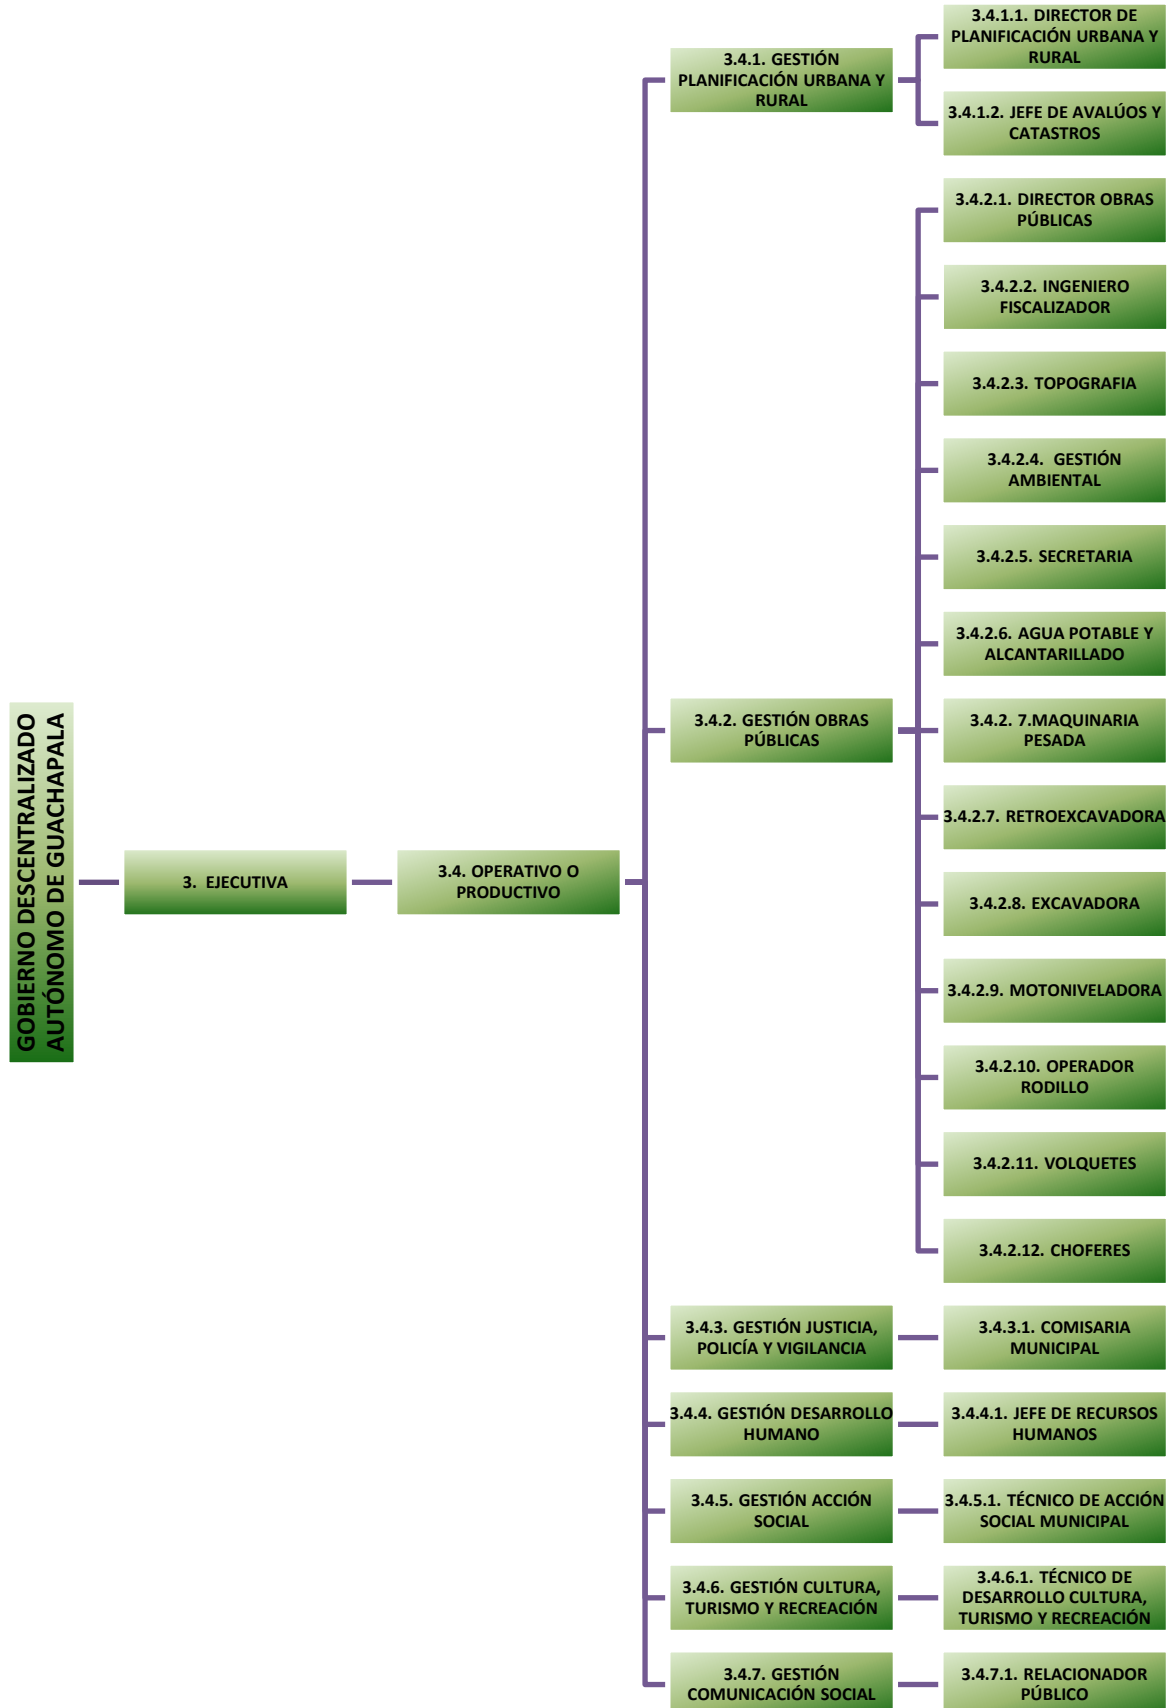 GOBIERNO DESCENTRALIZADO
AUTÓNOMO DE GUACHAPALA
3. EJECUTIVA
3.4. OPERATIVO O
PRODUCTIVO
3.4.1. GESTIÓN
PLANIFICACIÓN URBANA Y
RURAL
3.4.1.1. DIRECTOR DE
PLANIFICACIÓN URBANA Y
RURAL
3.4.1.2. JEFE DE AVALÚOS Y
CATASTROS
3.4.2. GESTIÓN OBRAS
PÚBLICAS
3.4.2.1. DIRECTOR OBRAS
PÚBLICAS
3.4.2.2. INGENIERO
FISCALIZADOR
3.4.2.3. TOPOGRAFIA
3.4.2.4. GESTIÓN
AMBIENTAL
3.4.2.5. SECRETARIA
3.4.2.6. AGUA POTABLE Y
ALCANTARILLADO
3.4.2. 7.MAQUINARIA
PESADA
3.4.2.7. RETROEXCAVADORA
3.4.2.8. EXCAVADORA
3.4.2.9. MOTONIVELADORA
3.4.2.10. OPERADOR
RODILLO
3.4.2.11. VOLQUETES
3.4.2.12. CHOFERES
3.4.3. GESTIÓN JUSTICIA,
POLICÍA Y VIGILANCIA
3.4.3.1. COMISARIA
MUNICIPAL
3.4.4. GESTIÓN DESARROLLO
HUMANO
3.4.4.1. JEFE DE RECURSOS
HUMANOS
3.4.5. GESTIÓN ACCIÓN
SOCIAL
3.4.5.1. TÉCNICO DE ACCIÓN
SOCIAL MUNICIPAL
3.4.6. GESTIÓN CULTURA,
TURISMO Y RECREACIÓN
3.4.6.1. TÉCNICO DE
DESARROLLO CULTURA,
TURISMO Y RECREACIÓN
3.4.7. GESTIÓN
COMUNICACIÓN SOCIAL
3.4.7.1. RELACIONADOR
PÚBLICO